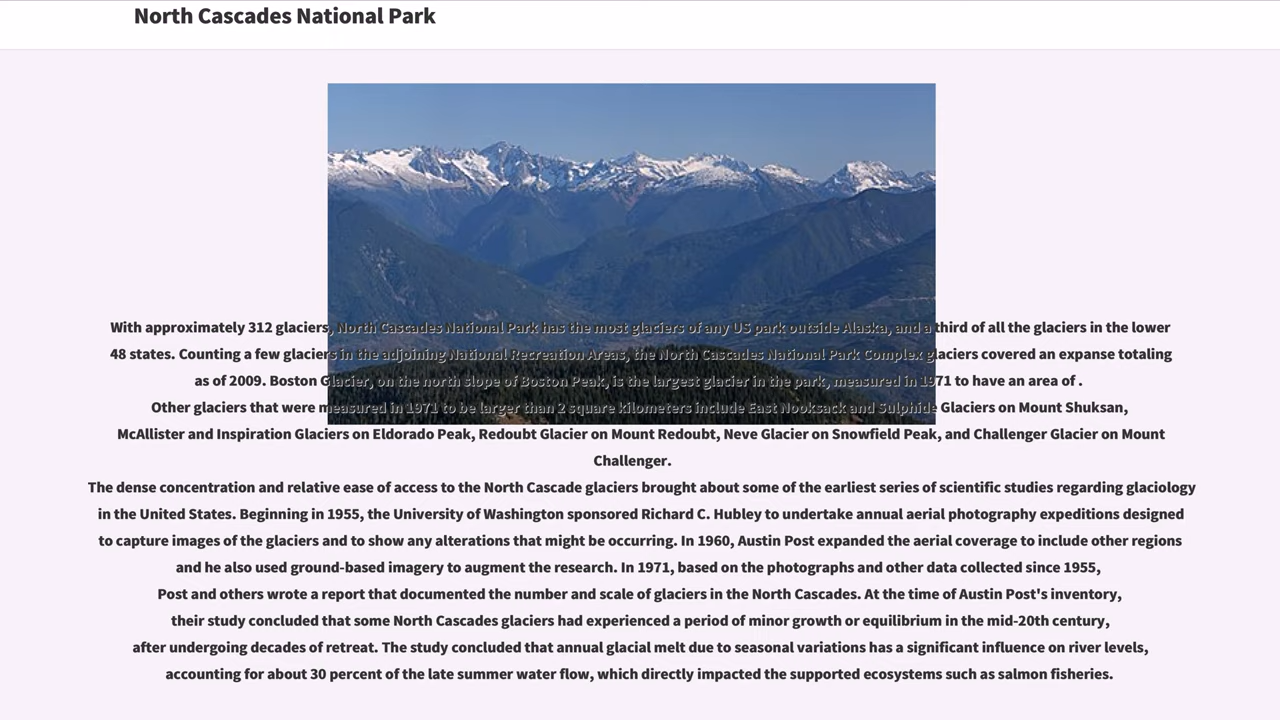 North Cascades National Park
With approximately 312 glaciers, North Cascades National Park has the most glaciers of any US park outside Alaska, and a third of all the glaciers in the lower
48 states. Counting a few glaciers in the adjoining National Recreation Areas, the North Cascades National Park Complex glaciers covered an expanse totaling
as of 2009. Boston Glacier, on the north slope of Boston Peak, is the largest glacier in the park, measured in 1971 to have an area of .
Other glaciers that were measured in 1971 to be larger than 2 square kilometers include East Nooksack and Sulphide Glaciers on Mount Shuksan,
McAllister and Inspiration Glaciers on Eldorado Peak, Redoubt Glacier on Mount Redoubt, Neve Glacier on Snowfield Peak, and Challenger Glacier on Mount
Challenger.
The dense concentration and relative ease of access to the North Cascade glaciers brought about some of the earliest series of scientific studies regarding glaciology
in the United States. Beginning in 1955, the University of Washington sponsored Richard C. Hubley to undertake annual aerial photography expeditions designed
to capture images of the glaciers and to show any alterations that might be occurring. In 1960, Austin Post expanded the aerial coverage to include other regions
and he also used ground-based imagery to augment the research. In 1971, based on the photographs and other data collected since 1955,
Post and others wrote a report that documented the number and scale of glaciers in the North Cascades. At the time of Austin Post's inventory,
their study concluded that some North Cascades glaciers had experienced a period of minor growth or equilibrium in the mid-20th century,
after undergoing decades of retreat. The study concluded that annual glacial melt due to seasonal variations has a significant influence on river levels,
accounting for about 30 percent of the late summer water flow, which directly impacted the supported ecosystems such as salmon fisheries.